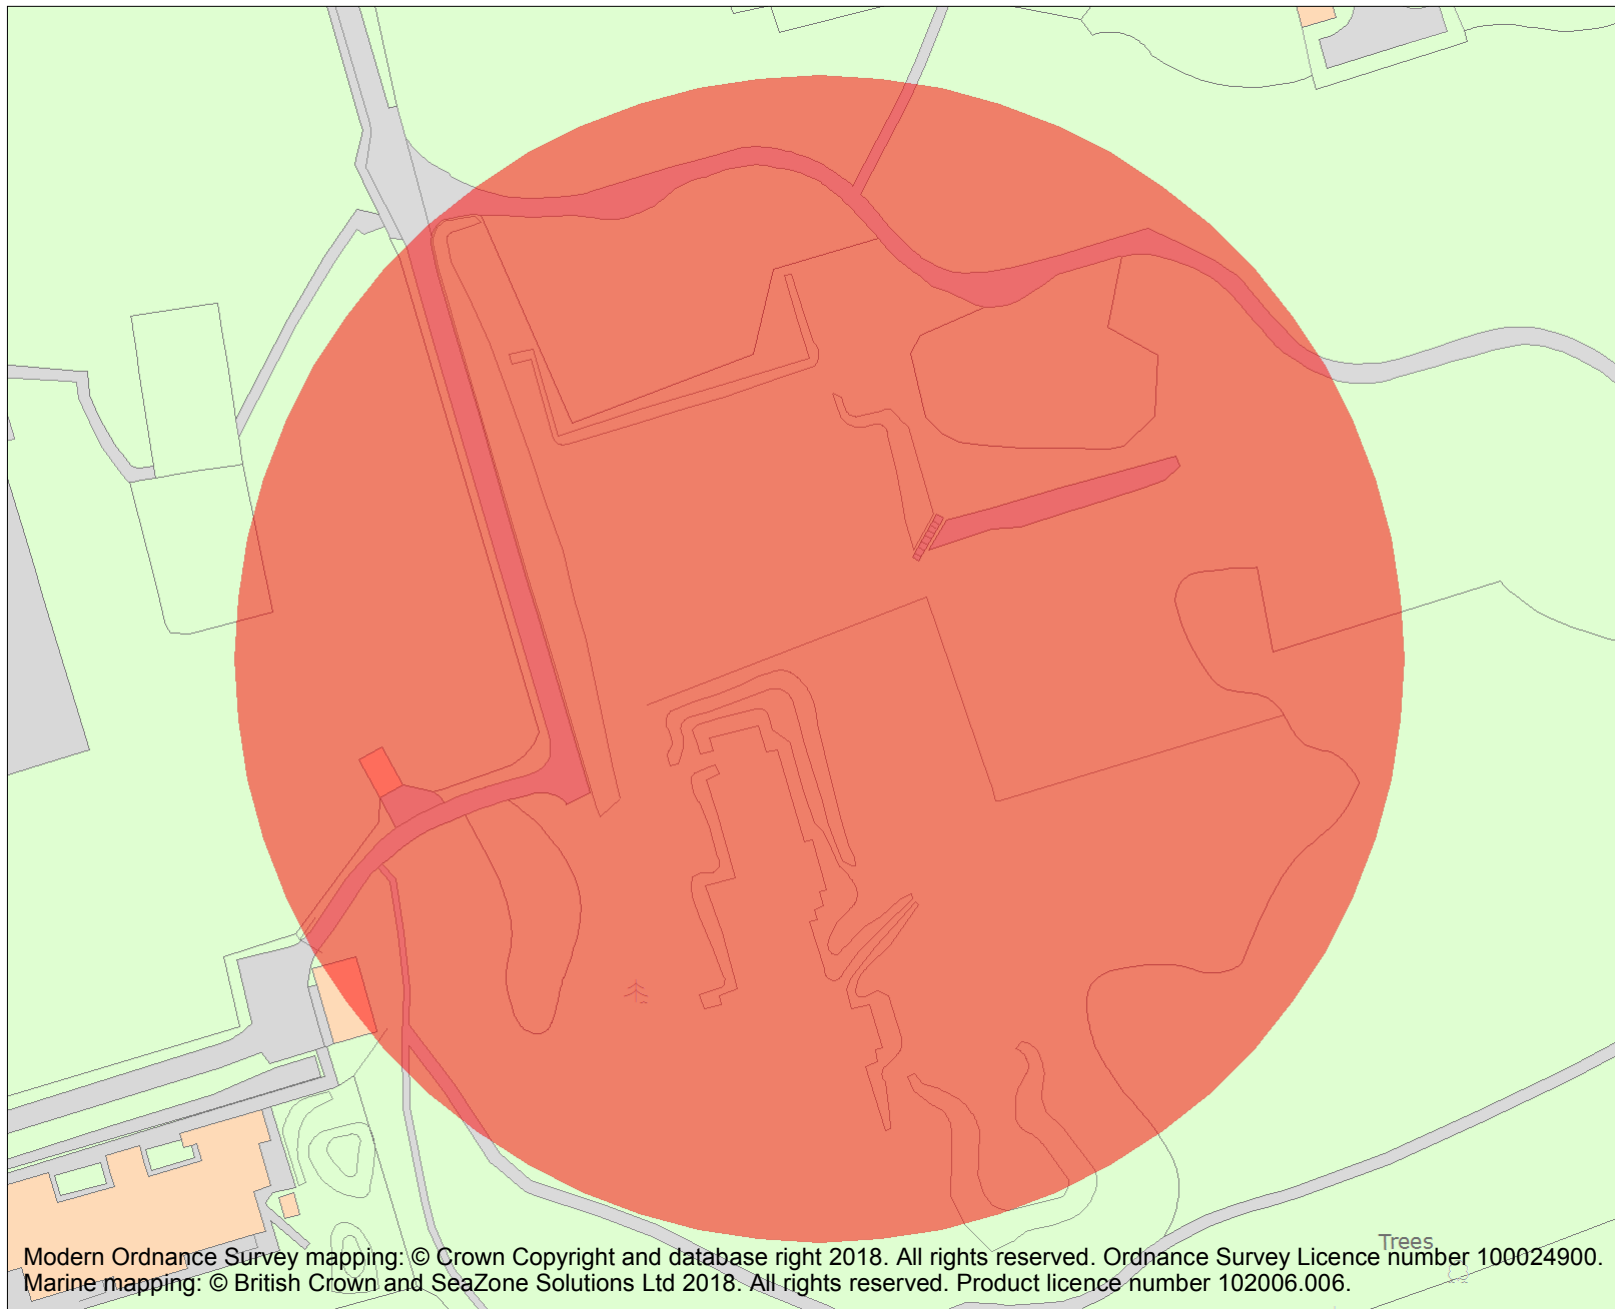 Trees
Modern Ordnance Survey mapping: © Crown Copyright and database right 2018. All rights reserved. Ordnance Survey Licence number 100024900.
Marine mapping: © British Crown and SeaZone Solutions Ltd 2018. All rights reserved. Product licence number 102006.006.